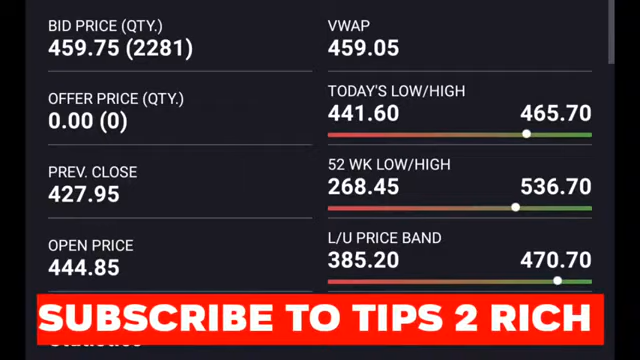 BID PRICE (QTY.)
459.75 (2281)
VWAP
459.05
OFFER PRICE (QTY.)
0.00 (0)
TODAY'S LOW/HIGH
441.60 465.70
PREV. CLOSE
427.95
52 WK LOW/HIGH
268.45 536.70
OPEN PRICE
444.85
L/U PRICE BAND
385.20 470.70
SUBSCRIBE TO TIPS 2 RICH